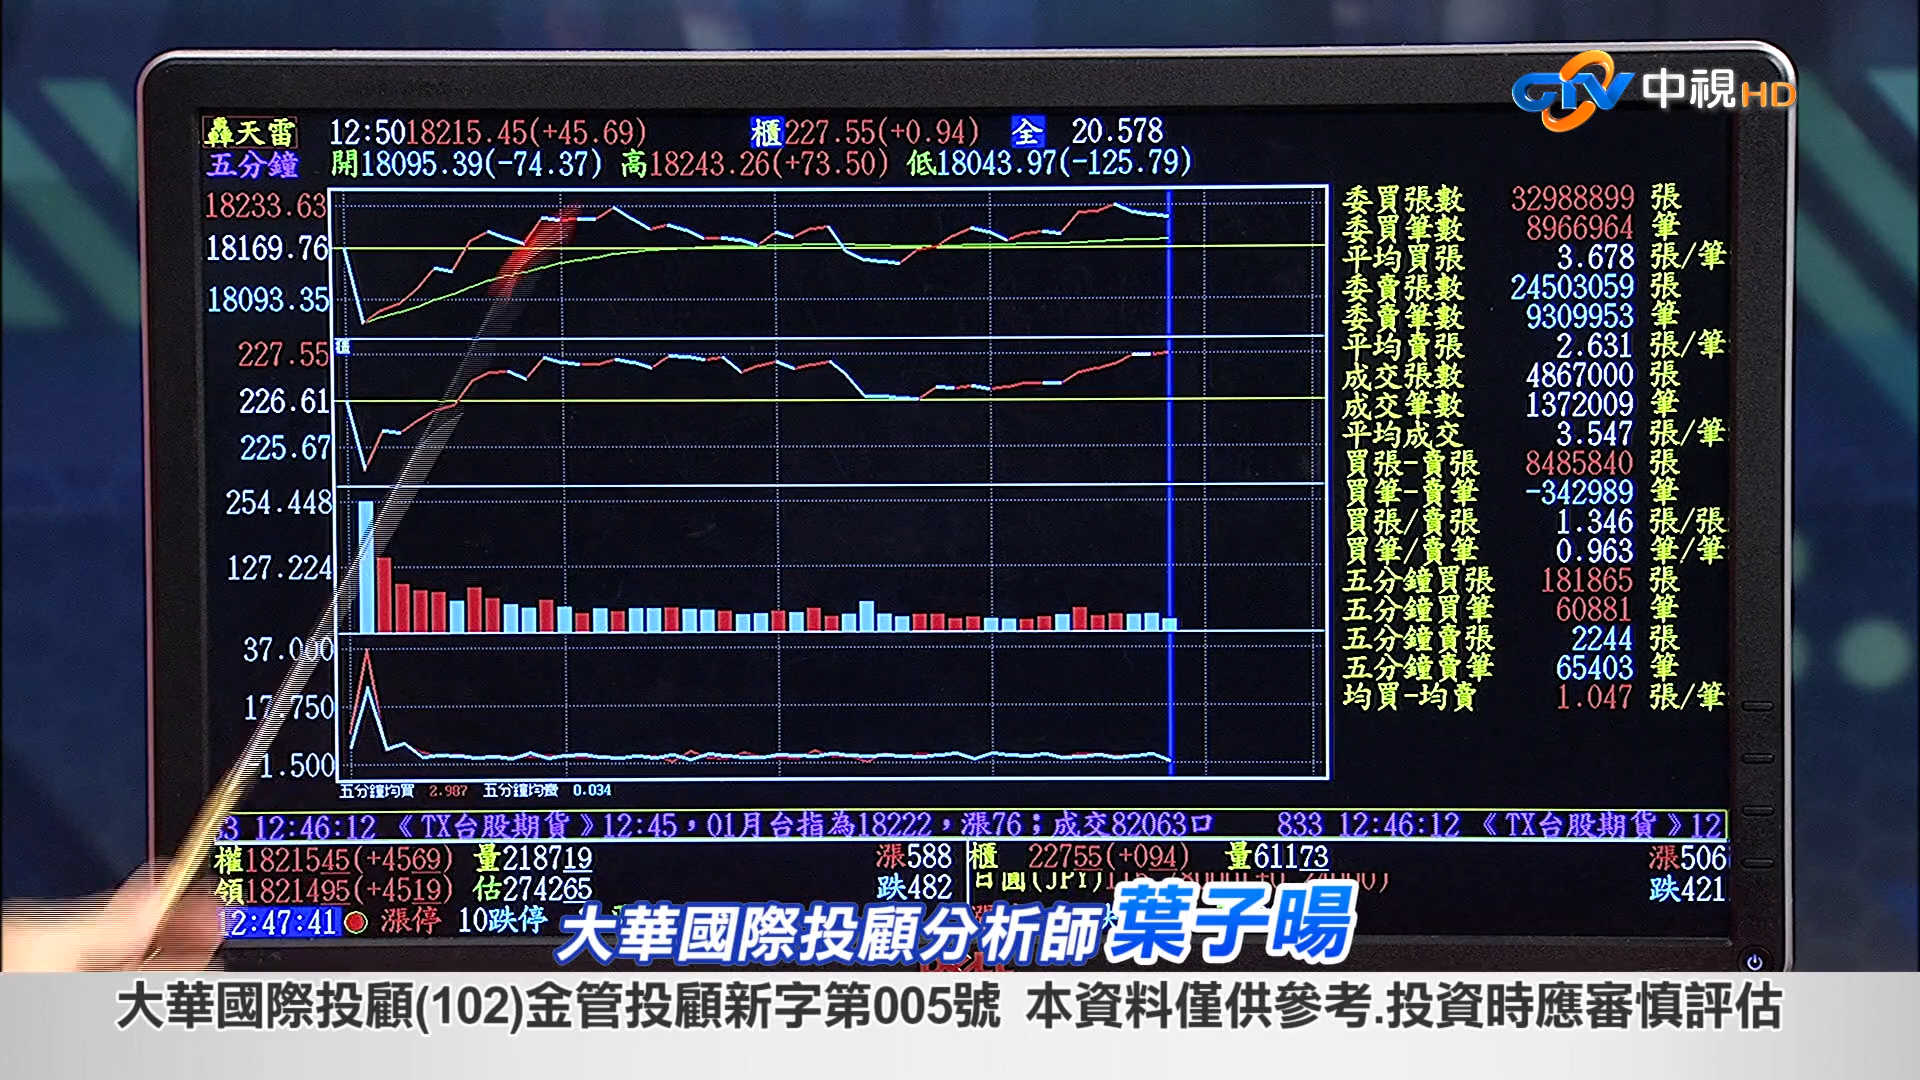 中視HD
轟天雷 12:50 18215.45(+45.69) 櫃227.55(+0.94) 全 20.578
五分鐘 開18095.39(-74.37) 高18243.26(+73.50) 低18043.97(-125.79)
18233.63
18169.76
18093.35
227.55
226.61
225.67
254.448
127.224
37.000
1.500
櫃
委買張數 32988899 張
委買筆數 8966964 筆
平均買張 3.678 張/筆
委賣張數 24503059 張
委賣筆數 9309953 筆
平均賣張 2.631 張/筆
成交張數 4867000 張
成交筆數 1372009 筆
平均成交 3.547 張/筆
買張-賣張 8485840 張
買筆-賣筆 -342989 筆
買張/賣張 1.346 張/張
買筆/賣筆 0.963 筆/筆
五分鐘買張 181865 張
五分鐘買筆 60881 筆
五分鐘賣張 2244 張
五分鐘賣筆 65403 筆
均買-均賣 1.047 張/筆
五分鐘均買 2.987 五分鐘均賣 0.034
12:46:12 《TX台股期貨》12:45，01月台指為18222，漲76；成交82063口 833 12:46:12 《TX台股期貨》12
權1821545(+4569) 量218719 漲588 櫃 22755(+094) 量61173 漲506
領1821495(+4519) 估274265 跌482 日圓(JPY) 跌421
12:47:41 漲停 10跌停
大華國際投顧分析師 葉子暘
大華國際投顧(102)金管投顧新字第005號 本資料僅供參考.投資時應審慎評估